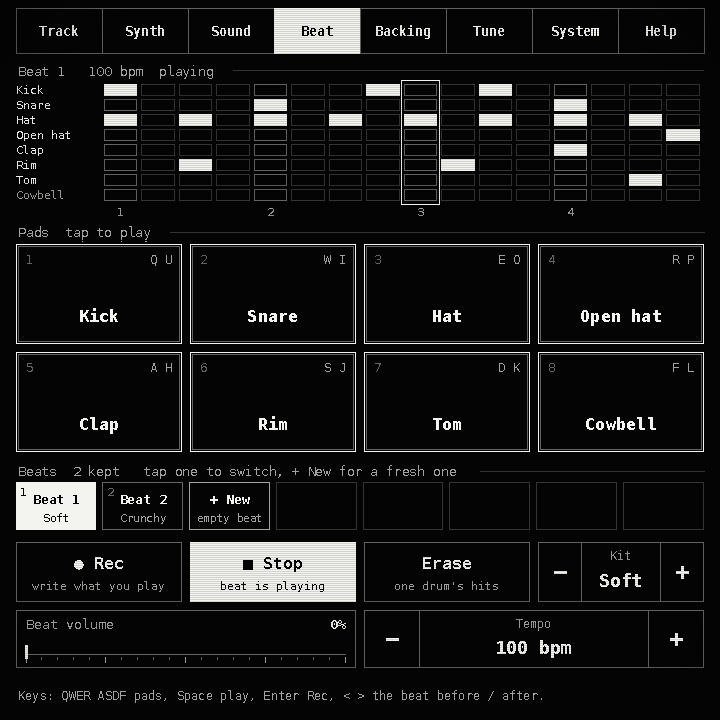 Track Synth Sound Beat Backing Tune System Help
Beat 1 100 bpm playing
Kick
Snare
Hat
Open hat
Clap
Rim
Tom
Cowbell
1 2 3 4
Pads tap to play
1 Q U 2 W I 3 E O 4 R P
Kick Snare Hat Open hat
5 A H 6 S J 7 D K 8 F L
Clap Rim Tom Cowbell
Beats 2 kept tap one to switch, + New for a fresh one
1 Beat 1 2 Beat 2 + New
Soft Crunchy empty beat
● Rec ■ Stop Erase − Kit +
write what you play beat is playing one drum's hits Soft
Beat volume 0% − Tempo +
100 bpm
Keys: QWER ASDF pads, Space play, Enter Rec, < > the beat before / after.